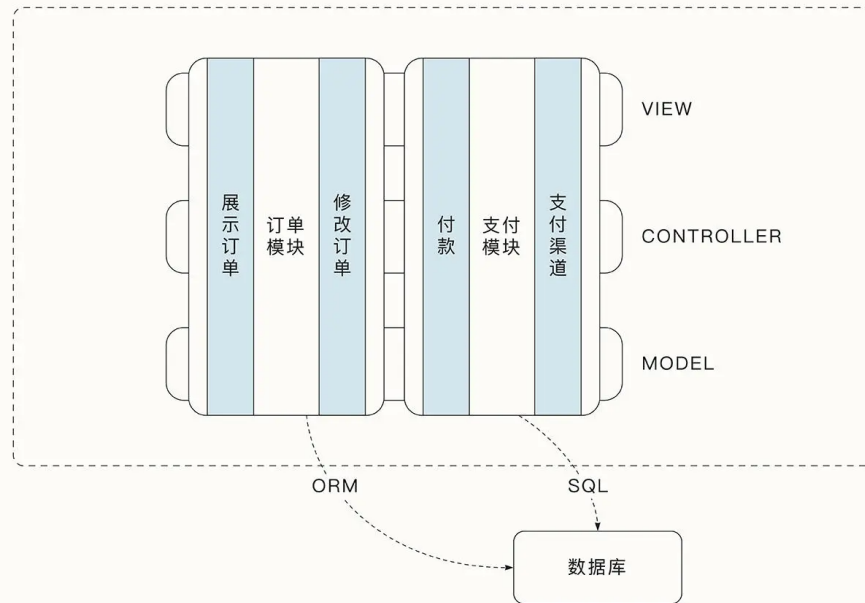 VIEW
展示订单
订单
模块
修改订单
付款
支付
模块
支付渠道
CONTROLLER
MODEL
ORM
SQL
数据库